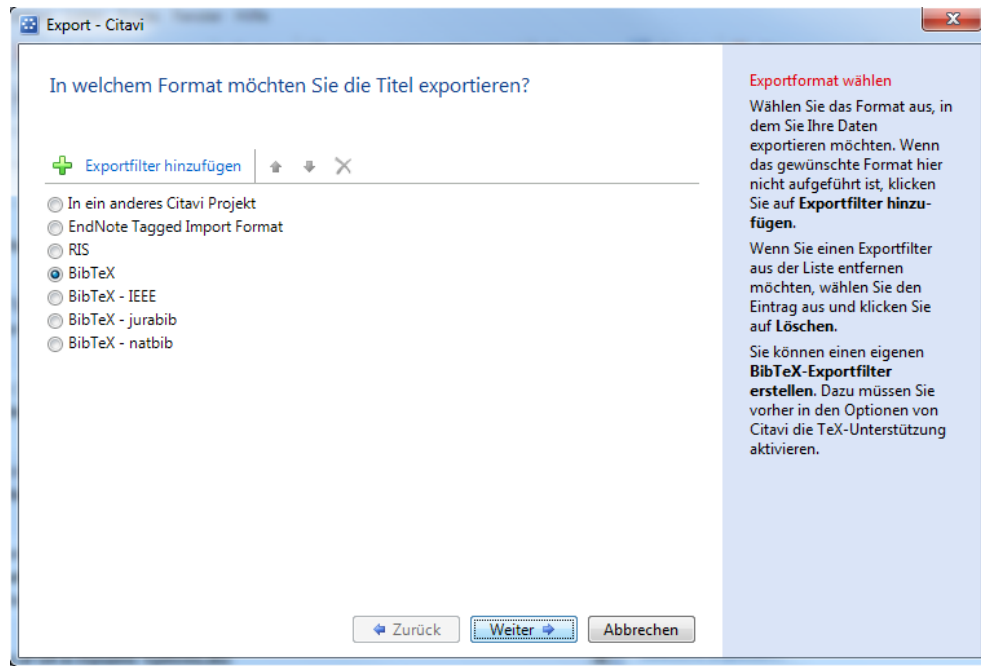 Export - Citavi
In welchem Format möchten Sie die Titel exportieren?
Exportfilter hinzufügen
In ein anderes Citavi Projekt
EndNote Tagged Import Format
RIS
BibTeX
BibTeX - IEEE
BibTeX - jurabib
BibTeX - natbib
Zurück
Weiter
Abbrechen
Exportformat wählen
Wählen Sie das Format aus, in
dem Sie Ihre Daten
exportieren möchten. Wenn
das gewünschte Format hier
nicht aufgeführt ist, klicken
Sie auf Exportfilter hinzu-
fügen.
Wenn Sie einen Exportfilter
aus der Liste entfernen
möchten, wählen Sie den
Eintrag aus und klicken Sie
auf Löschen.
Sie können einen eigenen
BibTeX-Exportfilter
erstellen. Dazu müssen Sie
vorher in den Optionen von
Citavi die TeX-Unterstützung
aktivieren.